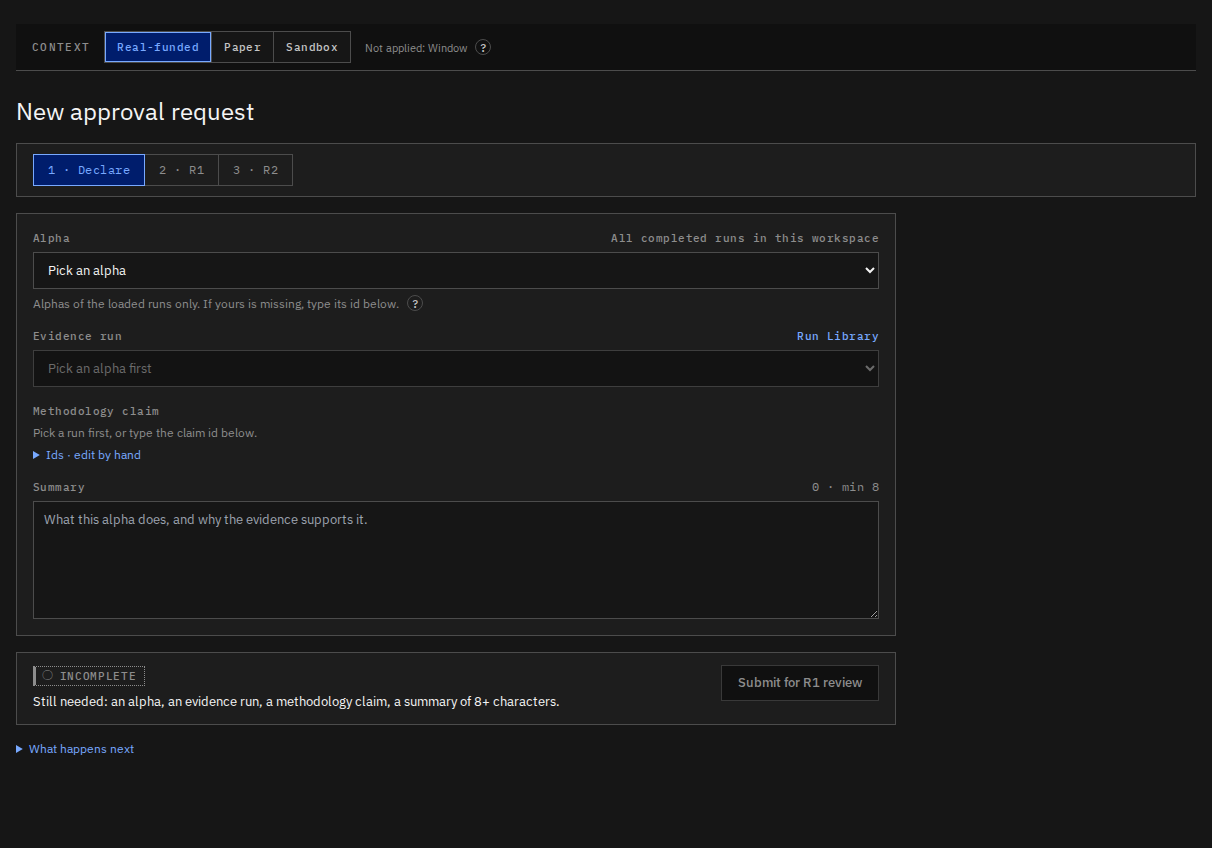 CONTEXT Real-funded Paper Sandbox Not applied: Window ?
New approval request
1 · Declare 2 · R1 3 · R2
Alpha All completed runs in this workspace
Pick an alpha
Alphas of the loaded runs only. If yours is missing, type its id below. ?
Evidence run Run Library
Pick an alpha first
Methodology claim
Pick a run first, or type the claim id below.
Ids · edit by hand
Summary 0 · min 8
What this alpha does, and why the evidence supports it.
INCOMPLETE
Submit for R1 review
Still needed: an alpha, an evidence run, a methodology claim, a summary of 8+ characters.
What happens next